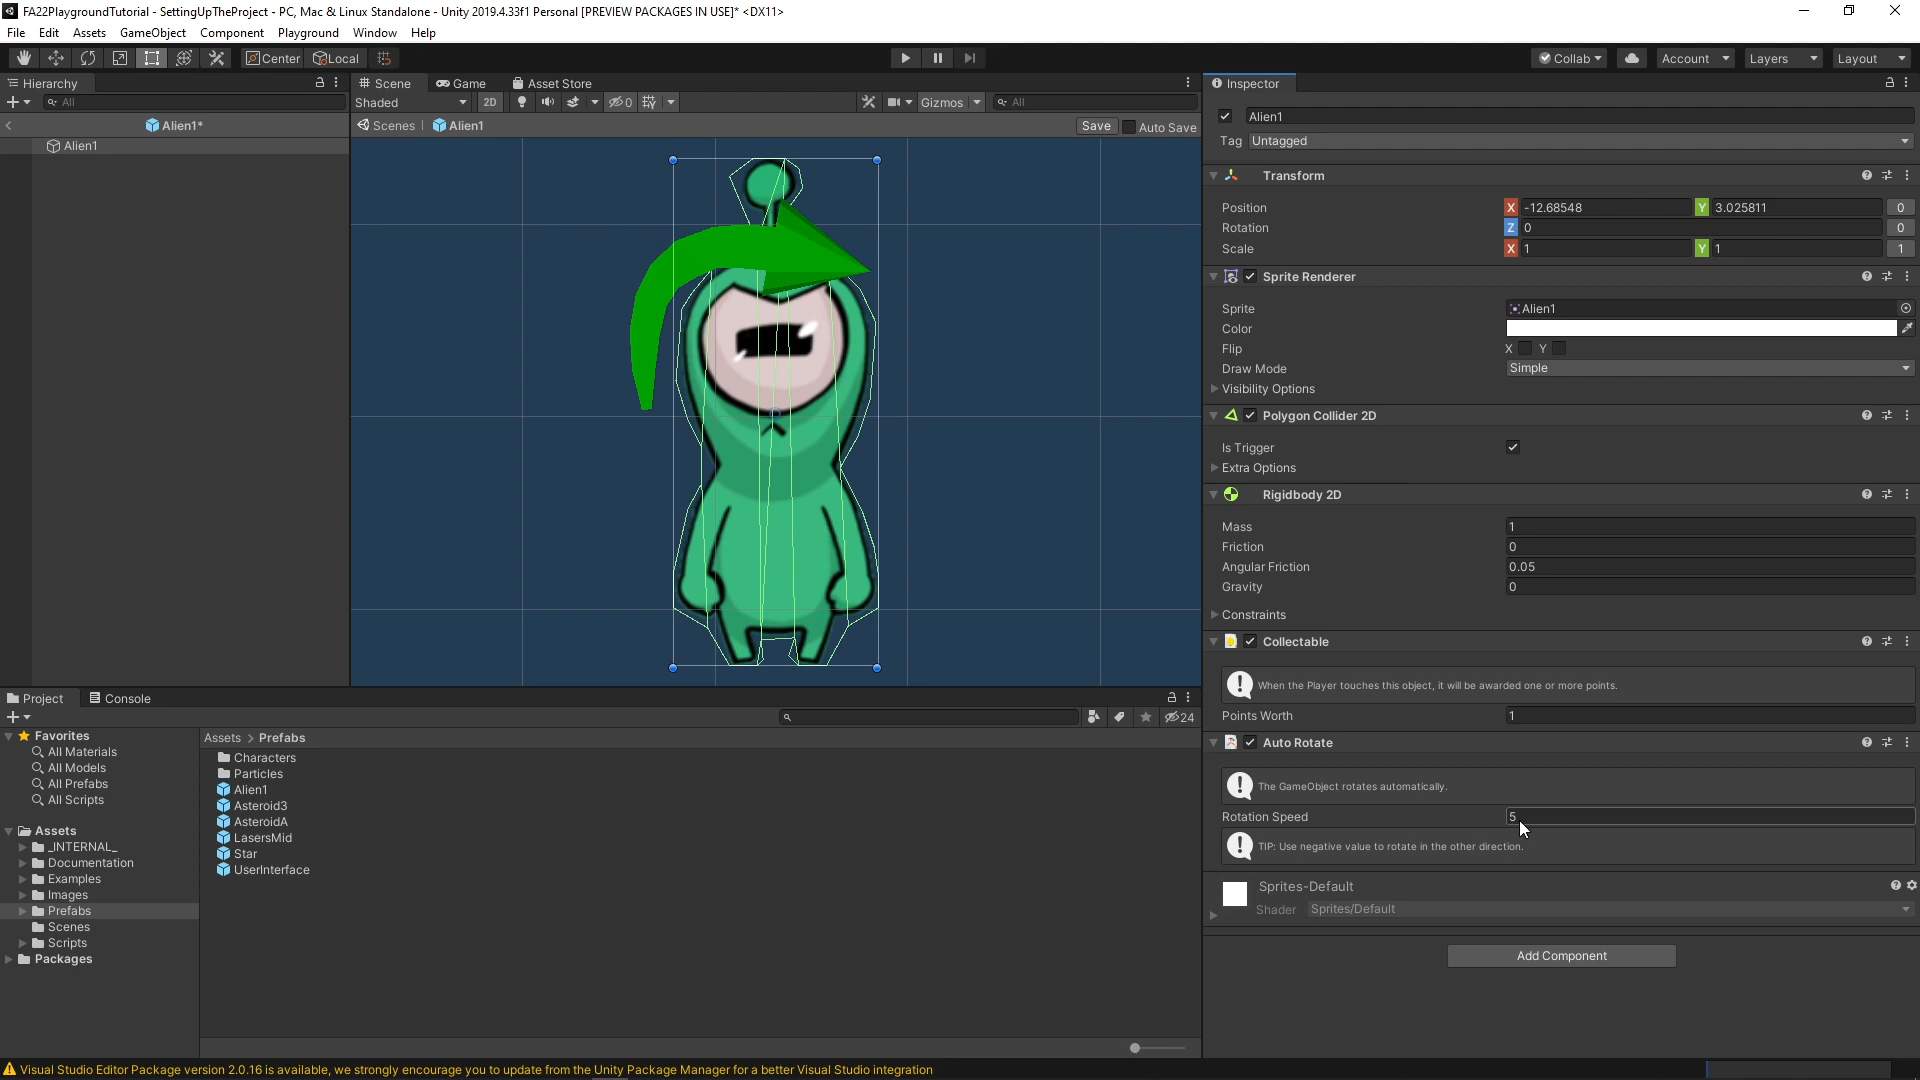 FA22PlaygroundTutorial - SettingUpTheProject - PC, Mac & Linux Standalone - Unity 2019.4.33f1 Personal [PREVIEW PACKAGES IN USE]* <DX11>
File Edit Assets GameObject Component Playground Window Help
Center Local Collab Account Layers Layout
Hierarchy
All
Alien1*
Alien1
Scene Game Asset Store
Shaded 2D 0 Gizmos All
Scenes Alien1 Save Auto Save
Inspector
Alien1
Tag Untagged
Transform
Position X -12.68548 Y 3.025811 0
Rotation Z 0 0
Scale X 1 Y 1 1
Sprite Renderer
Sprite Alien1
Color
Flip X Y
Draw Mode Simple
Visibility Options
Polygon Collider 2D
Is Trigger
Extra Options
Rigidbody 2D
Mass 1
Friction 0
Angular Friction 0.05
Gravity 0
Constraints
Collectable
When the Player touches this object, it will be awarded one or more points.
Points Worth 1
Auto Rotate
The GameObject rotates automatically.
Rotation Speed 5
TIP: Use negative value to rotate in the other direction.
Sprites-Default
Shader Sprites/Default
Add Component
Project Console
24
Favorites
All Materials
All Models
All Prefabs
All Scripts
Assets
_INTERNAL_
Documentation
Examples
Images
Prefabs
Scenes
Scripts
Packages
Assets > Prefabs
Characters
Particles
Alien1
Asteroid3
AsteroidA
LasersMid
Star
UserInterface
Visual Studio Editor Package version 2.0.16 is available, we strongly encourage you to update from the Unity Package Manager for a better Visual Studio integration